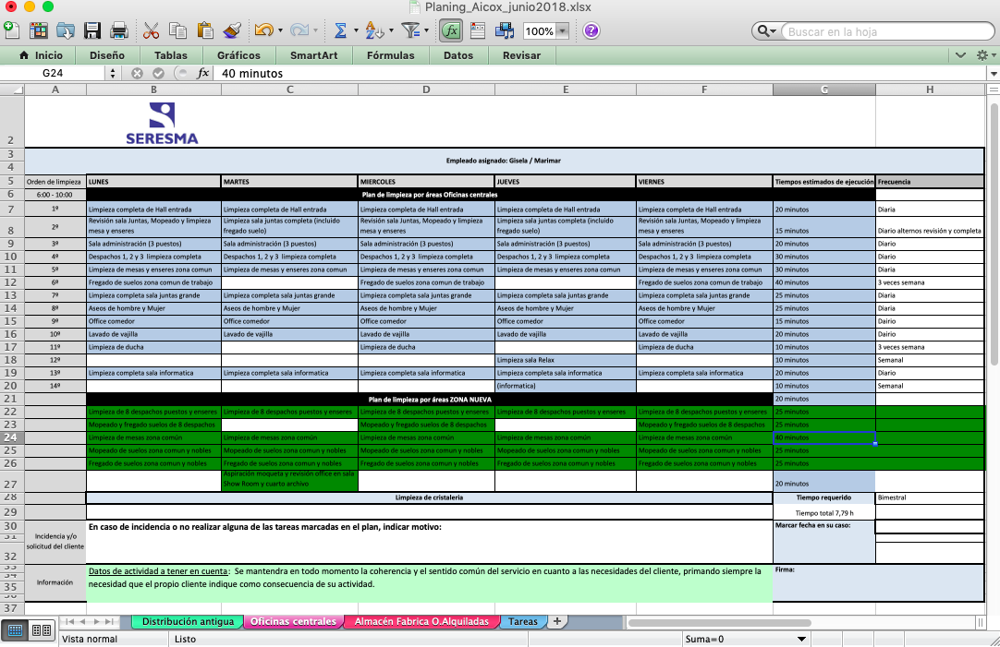 Planing_Aicox_junio2018.xlsx
100%
Buscar en la hoja
Inicio Diseño Tablas Gráficos SmartArt Fórmulas Datos Revisar
G24 fx 40 minutos
A B C D E F G H
2 SERESMA
3
4 Empleado asignado: Gisela / Marimar
5 Orden de limpieza LUNES MARTES MIERCOLES JUEVES VIERNES Tiempos estimados de ejecución Frecuencia
6 6:00 - 10:00 Plan de limpieza por áreas Oficinas centrales
7 1º Limpieza completa de Hall entrada Limpieza completa de Hall entrada Limpieza completa de Hall entrada Limpieza completa de Hall entrada Limpieza completa de Hall entrada 20 minutos Diaria
8 2º Revisión sala Juntas, Mopeado y limpieza mesa y enseres Limpieza sala juntas completa (incluido fregado suelo) Revisión sala Juntas, Mopeado y limpieza mesa y enseres Limpieza sala juntas completa (incluido fregado suelo) Revisión sala Juntas, Mopeado y limpieza mesa y enseres 15 minutos Diario alternos revisión y completa
9 3º Sala administración (3 puestos) Sala administración (3 puestos) Sala administración (3 puestos) Sala administración (3 puestos) Sala administración (3 puestos) 20 minutos Diario
10 4º Despachos 1, 2 y 3 limpieza completa Despachos 1, 2 y 3 limpieza completa Despachos 1, 2 y 3 limpieza completa Despachos 1, 2 y 3 limpieza completa Despachos 1, 2 y 3 limpieza completa 30 minutos Diario
11 5º Limpieza de mesas y enseres zona comun Limpieza de mesas y enseres zona comun Limpieza de mesas y enseres zona comun Limpieza de mesas y enseres zona comun Limpieza de mesas y enseres zona comun 30 minutos Diaria
12 6º Fregado de suelos zona comun de trabajo Fregado de suelos zona comun de trabajo Fregado de suelos zona comun de trabajo 40 minutos 3 veces semana
13 7º Limpieza completa sala juntas grande Limpieza completa sala juntas grande Limpieza completa sala juntas grande Limpieza completa sala juntas grande Limpieza completa sala juntas grande 25 minutos Diaria
14 8º Aseos de hombre y Mujer Aseos de hombre y Mujer Aseos de hombre y Mujer Aseos de hombre y Mujer Aseos de hombre y Mujer 25 minutos Diaria
15 9º Office comedor Office comedor Office comedor Office comedor Office comedor 15 minutos Dairio
16 10º Lavado de vajilla Lavado de vajilla Lavado de vajilla Lavado de vajilla Lavado de vajilla 20 minutos Diario
17 11º Limpieza de ducha Limpieza de ducha Limpieza de ducha 10 minutos 3 veces semana
18 12º Limpieza sala Relax 10 minutos Semanal
19 13º Limpieza completa sala informatica Limpieza completa sala informatica Limpieza completa sala informatica Limpieza completa sala informatica Limpieza completa sala informatica 20 minutos Diario
20 14º (informatica) 10 minutos Semanal
21 Plan de limpieza por áreas ZONA NUEVA 20 minutos
22 Limpieza de 8 despachos puestos y enseres Limpieza de 8 despachos puestos y enseres Limpieza de 8 despachos puestos y enseres Limpieza de 8 despachos puestos y enseres Limpieza de 8 despachos puestos y enseres 25 minutos
23 Mopeado y fregado suelos de 8 despachos Mopeado y fregado suelos de 8 despachos Mopeado y fregado suelos de 8 despachos 25 minutos
24 Limpieza de mesas zona común Limpieza de mesas zona común Limpieza de mesas zona común Limpieza de mesas zona común Limpieza de mesas zona común 40 minutos
25 Mopeado de suelos zona comun y nobles Mopeado de suelos zona comun y nobles Mopeado de suelos zona comun y nobles Mopeado de suelos zona comun y nobles Mopeado de suelos zona comun y nobles 25 minutos
26 Fregado de suelos zona comun y nobles Fregado de suelos zona comun y nobles Fregado de suelos zona comun y nobles Fregado de suelos zona comun y nobles Fregado de suelos zona comun y nobles 25 minutos
27 Aspiración moqueta y revisión office en sala Show Room y cuarto archivo 20 minutos
28 Limpieza de cristaleria Tiempo requerido Bimestral
29 Tiempo total 7,79 h
30 En caso de incidencia o no realizar alguna de las tareas marcadas en el plan, indicar motivo: Marcar fecha en su caso:
31 Incidencia y/o
32 solicitud del cliente
33 Datos de actividad a tener en cuenta: Se mantendra en todo momento la coherencia y el sentido común del servicio en cuanto a las necesidades del cliente, primando siempre la Firma:
34
35 Información necesidad que el propio cliente indique como consecuencia de su actividad.
36
37
Distribución antigua Oficinas centrales Almacén Fabrica O.Alquiladas Tareas +
Vista normal Listo Suma=0